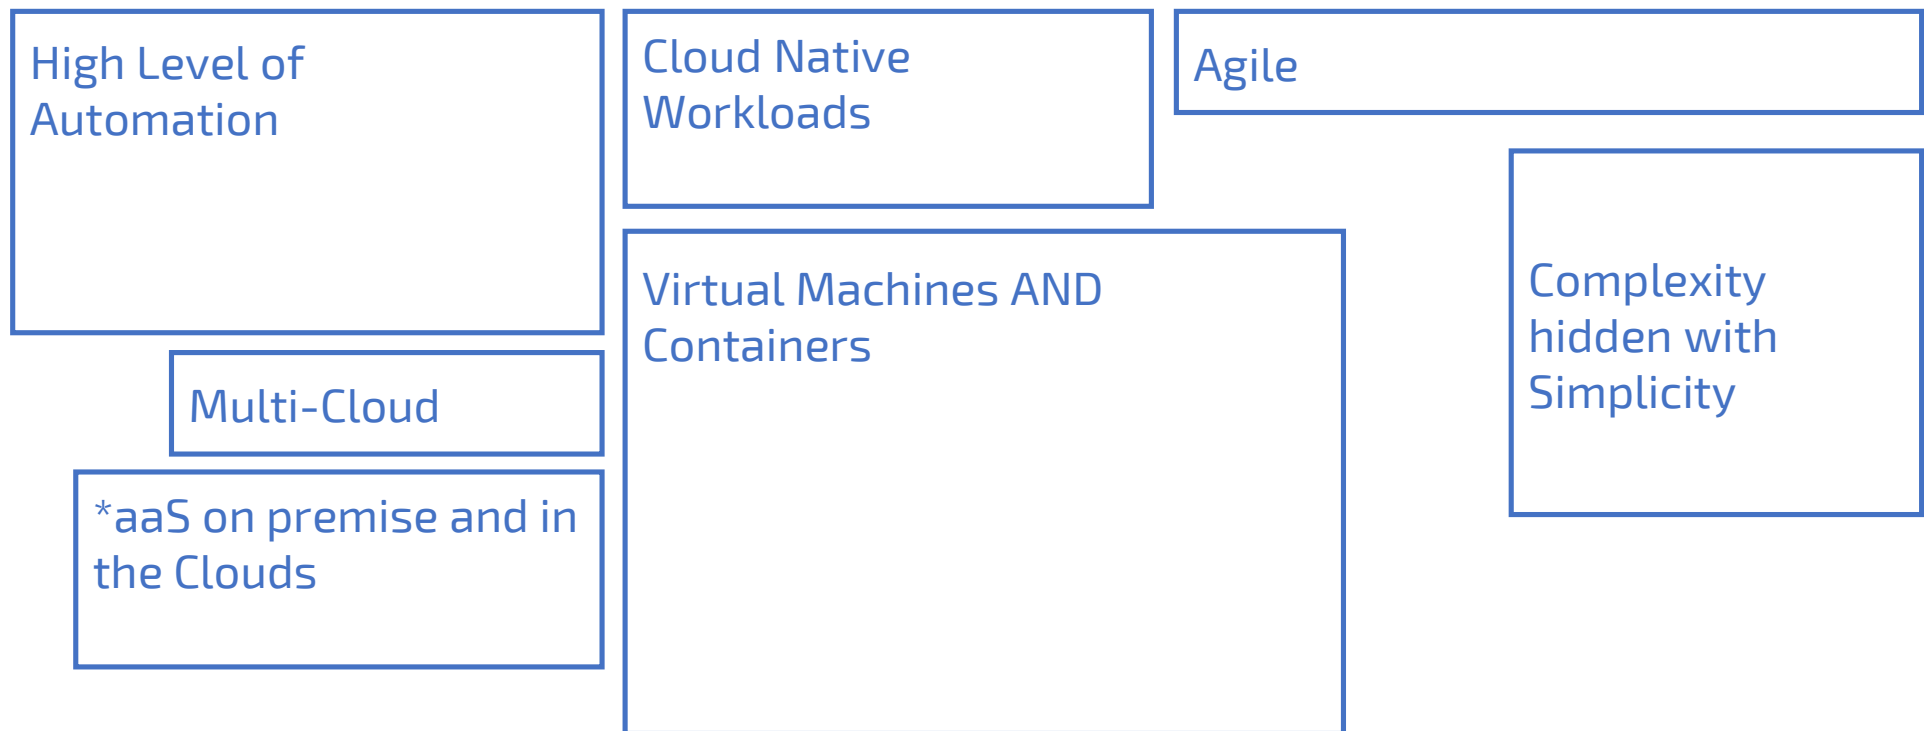 High Level of
Automation
Cloud Native
Workloads
Agile
Virtual Machines AND
Containers
Complexity
hidden with
Simplicity
Multi-Cloud
*aaS on premise and in
the Clouds